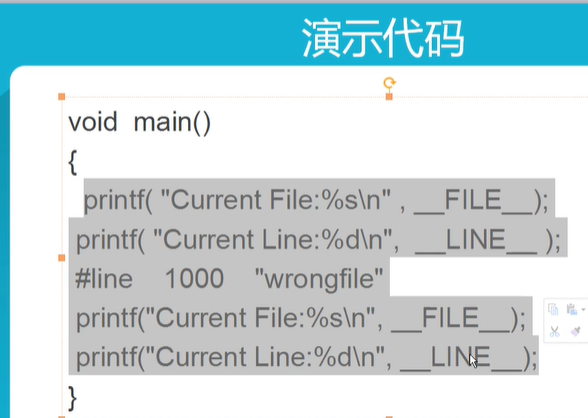 演示代码
void main()
{
printf( "Current File:%s\n" , __FILE__);
printf( "Current Line:%d\n", __LINE__ );
#line 1000 "wrongfile"
printf("Current File:%s\n", __FILE__);
printf("Current Line:%d\n", __LINE__);
}